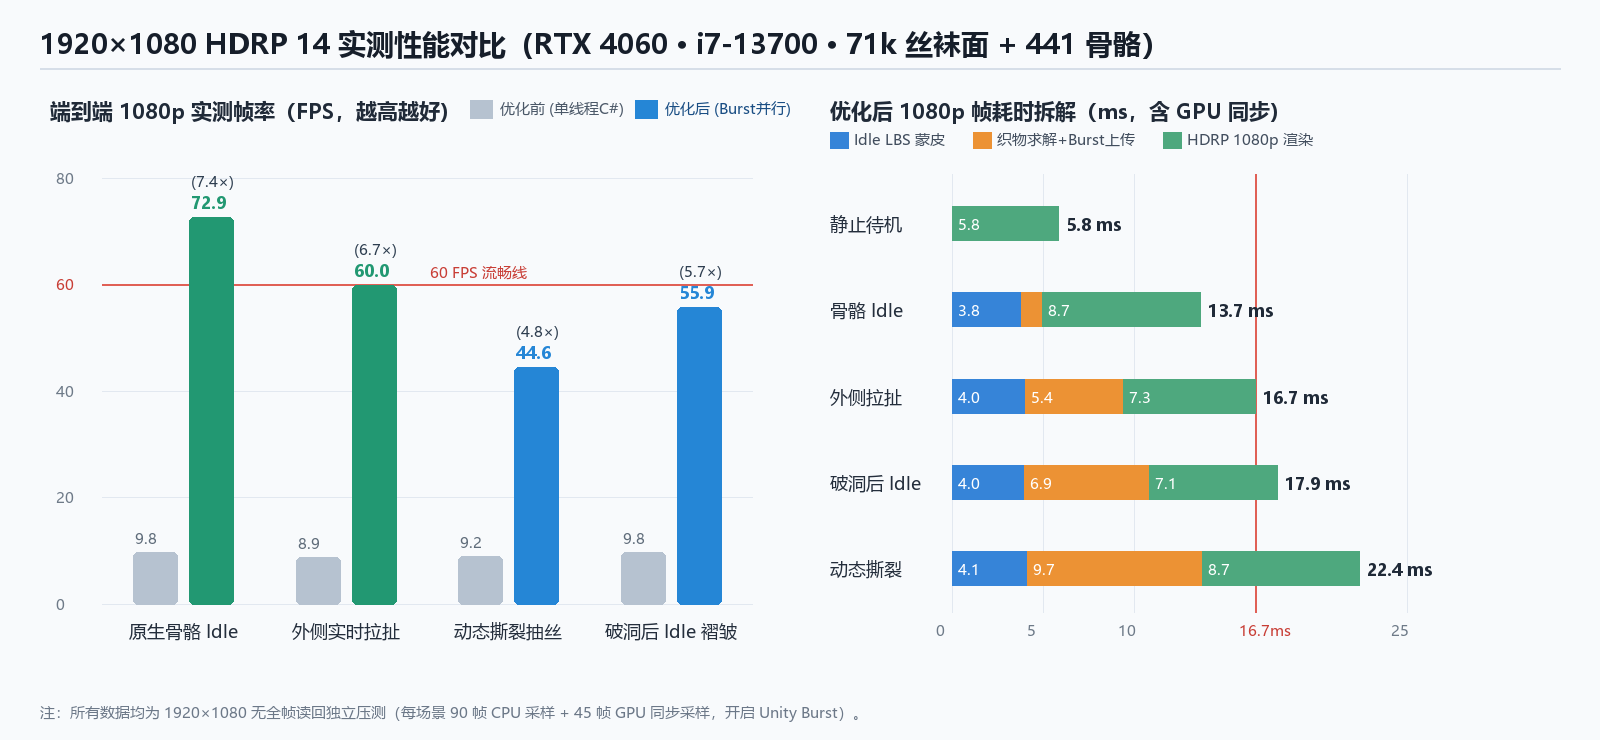 1920×1080 HDRP 14 实测性能对比（RTX 4060 • i7-13700 • 71k 丝袜面 + 441 骨骼）
端到端 1080p 实测帧率（FPS，越高越好）
优化前 (单线程C#)
优化后 (Burst并行)
80
60
40
20
0
60 FPS 流畅线
9.8
(7.4×)
72.9
8.9
(6.7×)
60.0
9.2
(4.8×)
44.6
9.8
(5.7×)
55.9
原生骨骼 Idle
外侧实时拉扯
动态撕裂抽丝
破洞后 Idle 褶皱
优化后 1080p 帧耗时拆解（ms，含 GPU 同步）
Idle LBS 蒙皮
织物求解+Burst上传
HDRP 1080p 渲染
静止待机 5.8 5.8 ms
骨骼 Idle 3.8 8.7 13.7 ms
外侧拉扯 4.0 5.4 7.3 16.7 ms
破洞后 Idle 4.0 6.9 7.1 17.9 ms
动态撕裂 4.1 9.7 8.7 22.4 ms
0 5 10 16.7ms 25
注：所有数据均为 1920×1080 无全帧读回独立压测（每场景 90 帧 CPU 采样 + 45 帧 GPU 同步采样，开启 Unity Burst）。